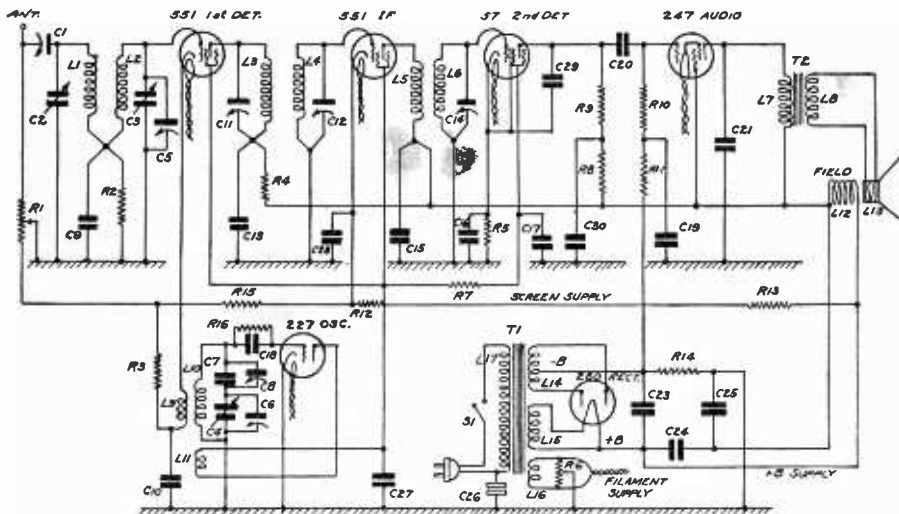 ANT.
551 1st DET.
551 IF
57 2nd DET
247 AUDIO
C1
L1
L2
L3
L4
L5
L6
C29
C20
T2
L7
L8
C2
C3
C5
C11
C12
C14
R9
R10
C21
FIELD
L12
L13
R1
C9
R2
R4
C13
C28
C15
R5
C17
R8
C30
R11
C19
R15
R12
R7
SCREEN SUPPLY
R13
R16
227 OSC.
T1
R3
C7
C18
L17
-B
L14
R14
L9
L10
C8
280 RECT.
C4
C6
S1
C23
C25
L15
+B
C24
L11
C10
C27
C26
L16
R6
FILAMENT
SUPPLY
+B SUPPLY